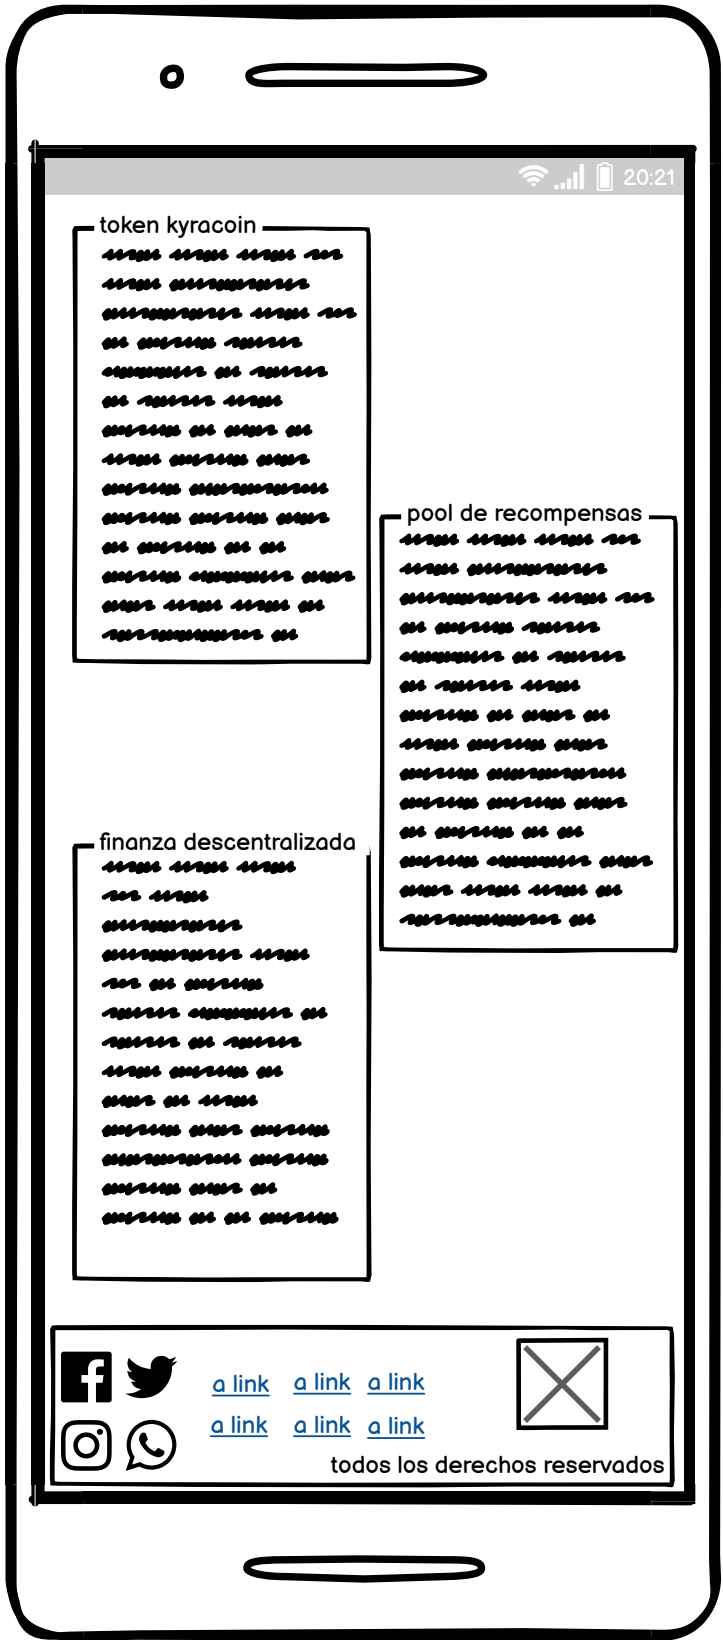 20:21
token kyracoin
pool de recompensas
finanza descentralizada
a link a link a link
a link a link a link
todos los derechos reservados